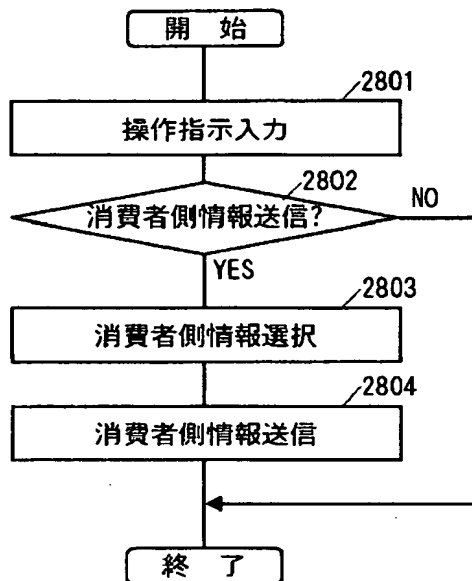 開 始
2801
操作指示入力
2802
消費者側情報送信?
NO
YES
2803
消費者側情報選択
2804
消費者側情報送信
終 了